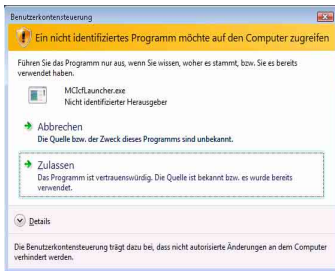 Benutzerkontensteuerung
Ein nicht identifiziertes Programm möchte auf den Computer zugreifen
Führen Sie das Programm nur aus, wenn Sie wissen, woher es stammt, bzw. Sie es bereits
verwendet haben.
MCIcfLauncher.exe
Nicht identifizierter Herausgeber
Abbrechen
Die Quelle bzw. der Zweck dieses Programms sind unbekannt.
Zulassen
Das Programm ist vertrauenswürdig. Die Quelle ist bekannt bzw. es wurde bereits
verwendet.
Details
Die Benutzerkontensteuerung trägt dazu bei, dass nicht autorisierte Änderungen an dem Computer
verhindert werden.